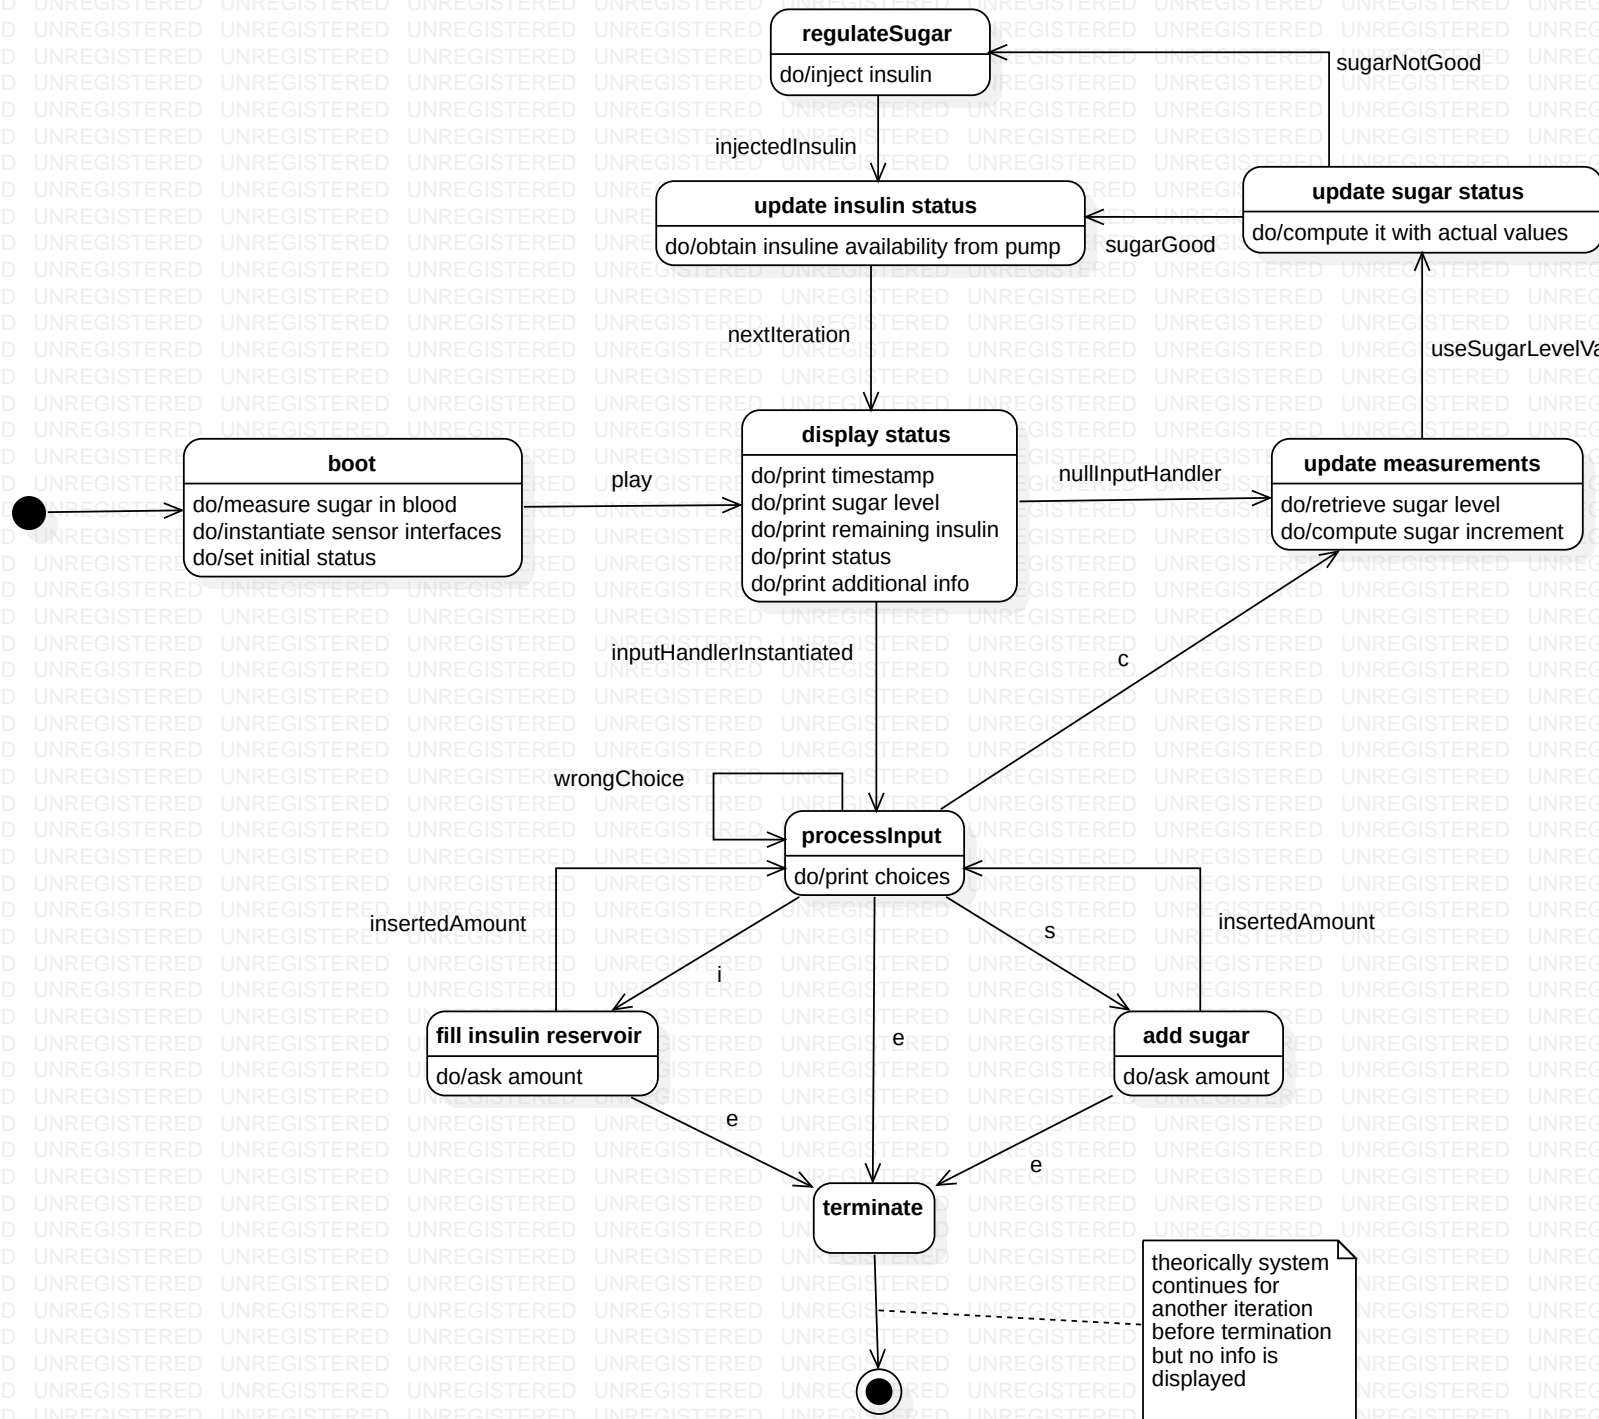 regulateSugar
do/inject insulin
sugarNotGood
injectedInsulin
update insulin status
do/obtain insuline availability from pump
sugarGood
update sugar status
do/compute it with actual values
nextIteration
display status
do/print timestamp
do/print sugar level
do/print remaining insulin
do/print status
do/print additional info
boot
do/measure sugar in blood
do/instantiate sensor interfaces
do/set initial status
play
nullInputHandler
update measurements
do/retrieve sugar level
do/compute sugar increment
inputHandlerInstantiated
c
wrongChoice
processInput
do/print choices
insertedAmount
i
s
insertedAmount
fill insulin reservoir
do/ask amount
e
add sugar
do/ask amount
e
e
terminate
theorically system
continues for
another iteration
before termination
but no info is
displayed
UNREGISTERED